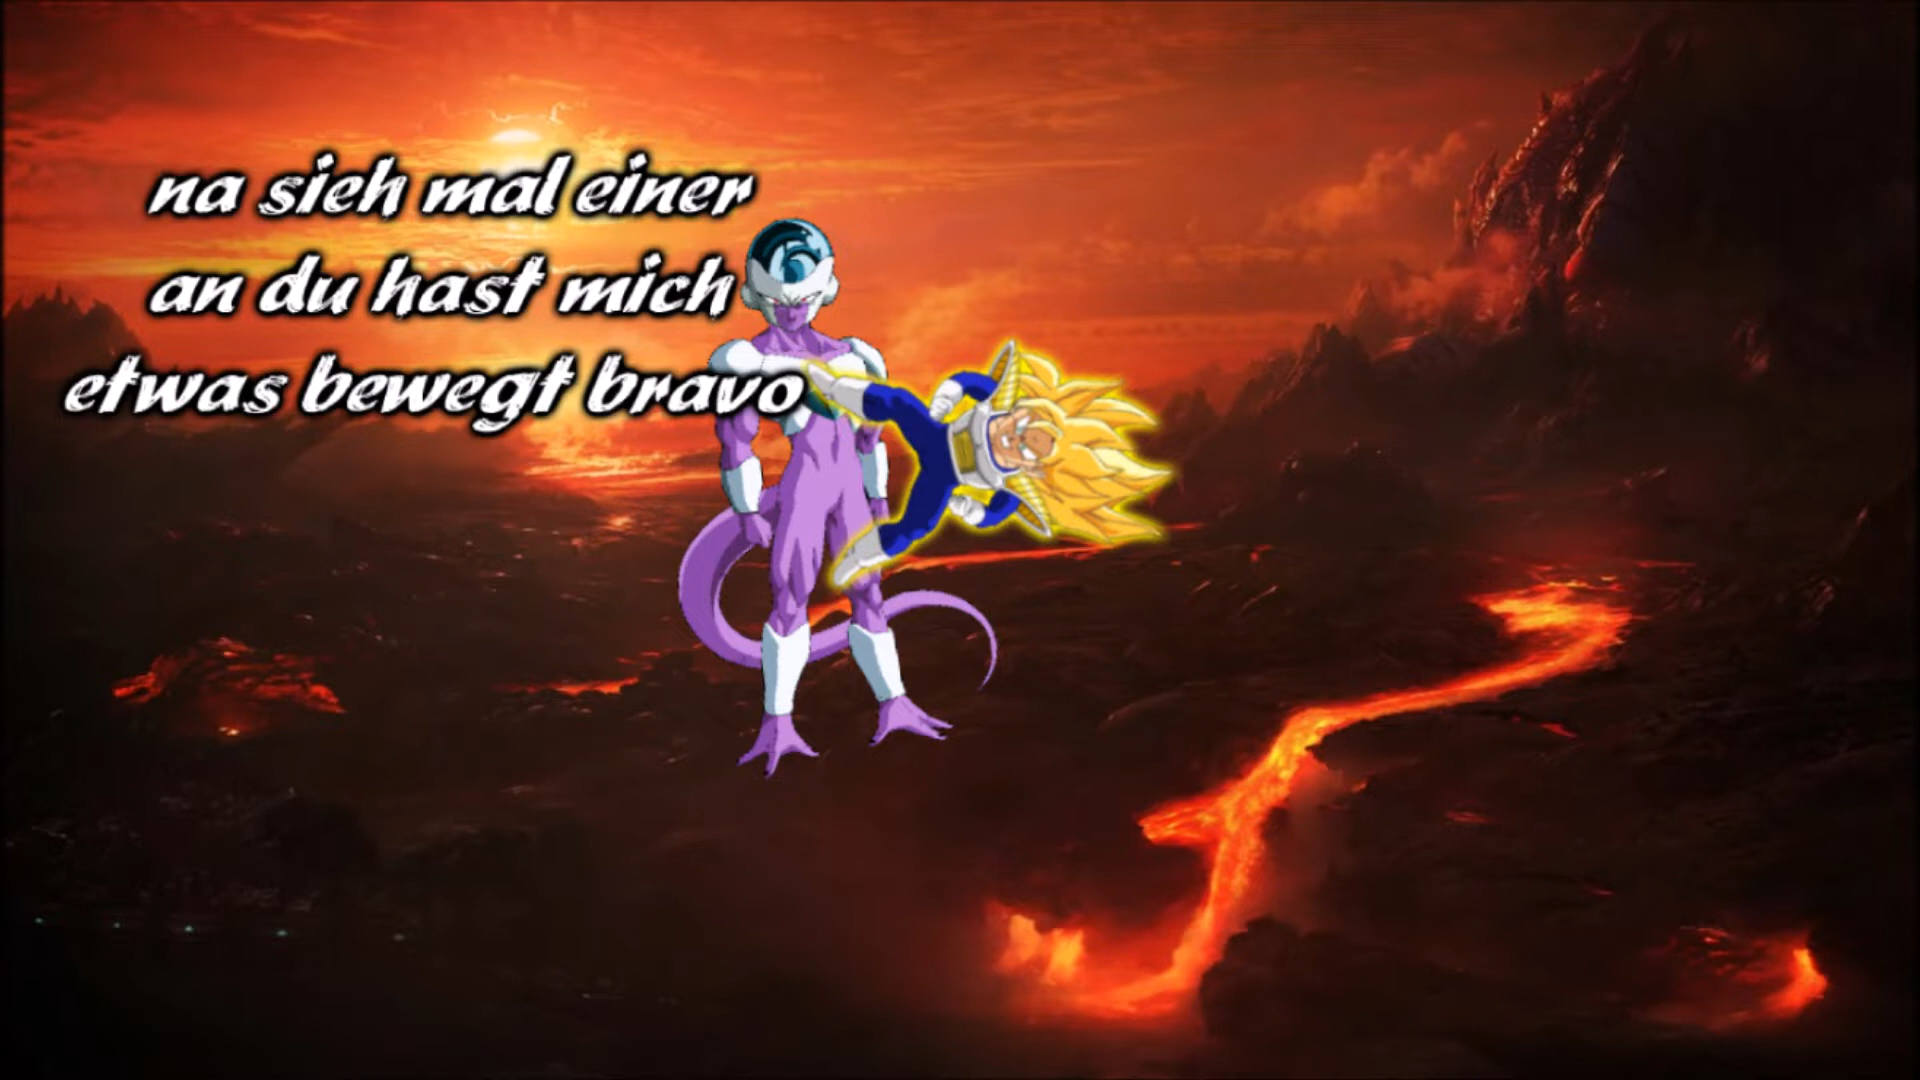 na sieh mal einer
an du hast mich
etwas bewegt bravo